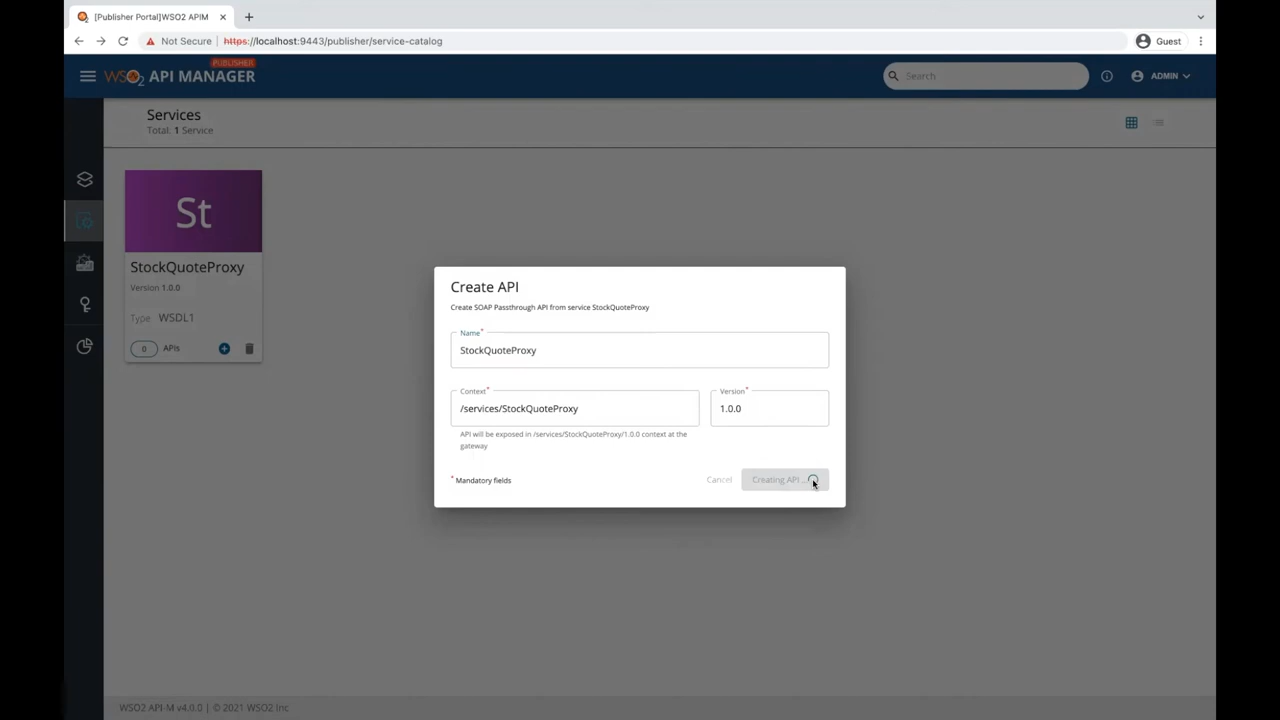 [Publisher Portal]WSO2 APIM
Not Secure
https://localhost:9443/publisher/service-catalog
Guest
PUBLISHER
WSO2 API MANAGER
Search
ADMIN
Services
Total: 1 Service
St
StockQuoteProxy
Version 1.0.0
Type WSDL1
0 APIs
Create API
Create SOAP Passthrough API from service StockQuoteProxy
Name*
StockQuoteProxy
Context*
/services/StockQuoteProxy
Version*
1.0.0
API will be exposed in /services/StockQuoteProxy/1.0.0 context at the
gateway
* Mandatory fields
Cancel
Creating API ...
WSO2 API-M v4.0.0 | © 2021 WSO2 Inc